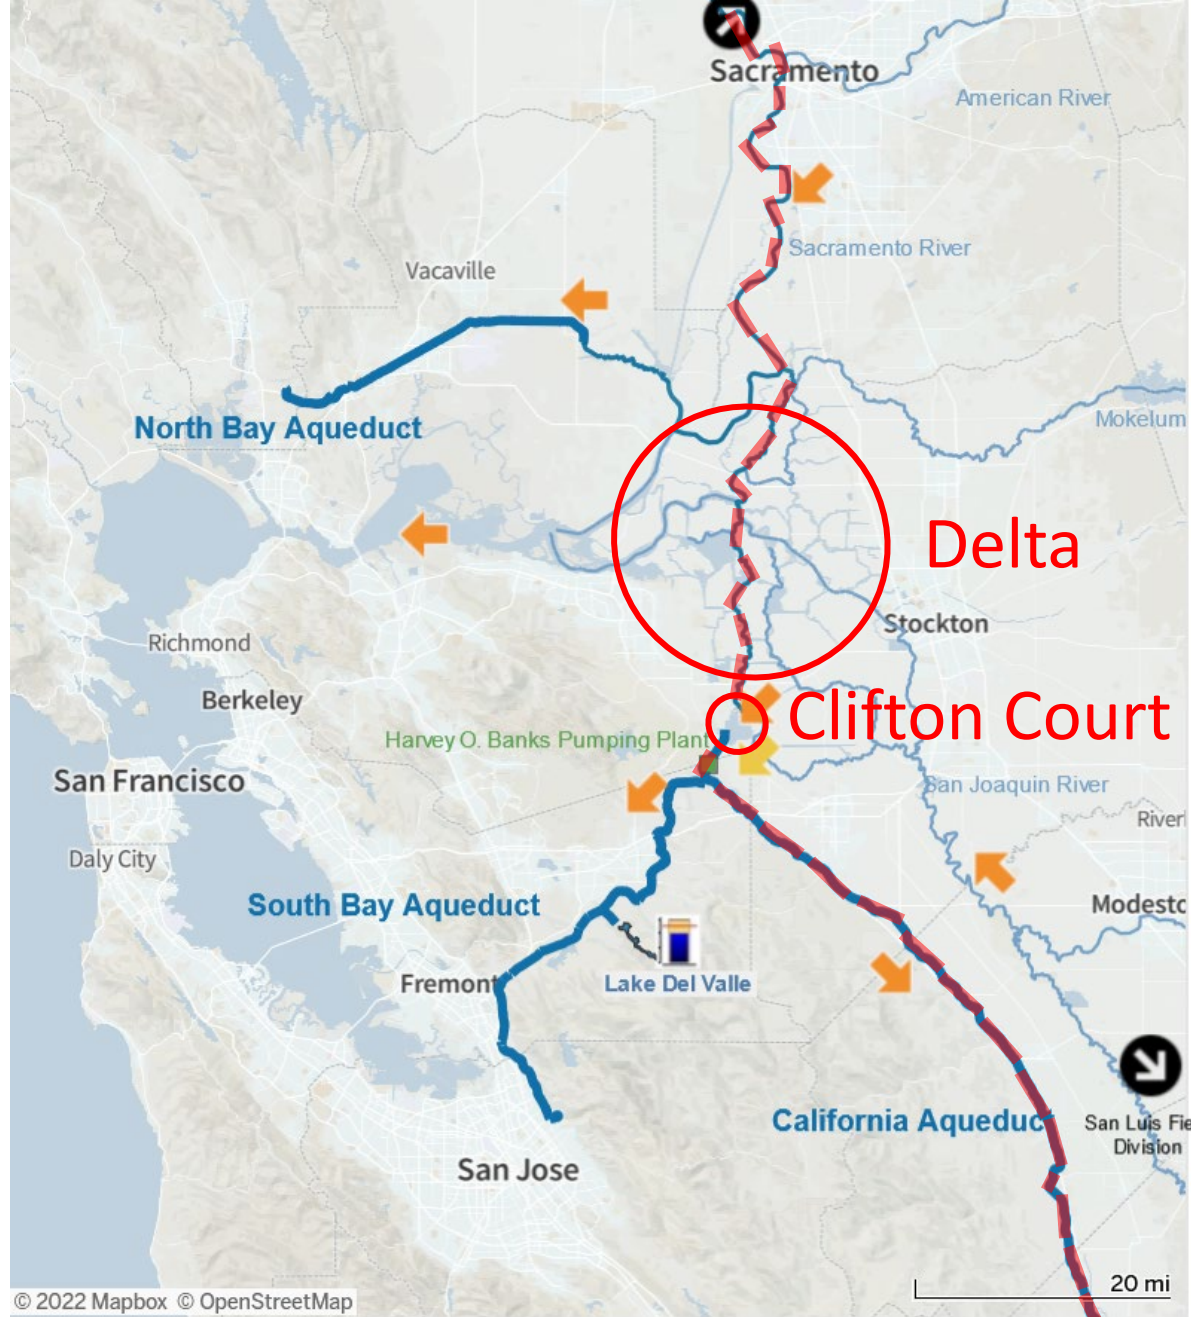 Sacramento
American River
Sacramento River
Vacaville
North Bay Aqueduct
Mokelum
Delta
Stockton
Richmond
Berkeley
Clifton Court
Harvey O. Banks Pumping Plant
San Francisco
San Joaquin River
River
Daly City
South Bay Aqueduct
Modesto
Fremont
Lake Del Valle
California Aqueduct
San Luis Fie
Division
San Jose
20 mi
© 2022 Mapbox © OpenStreetMap